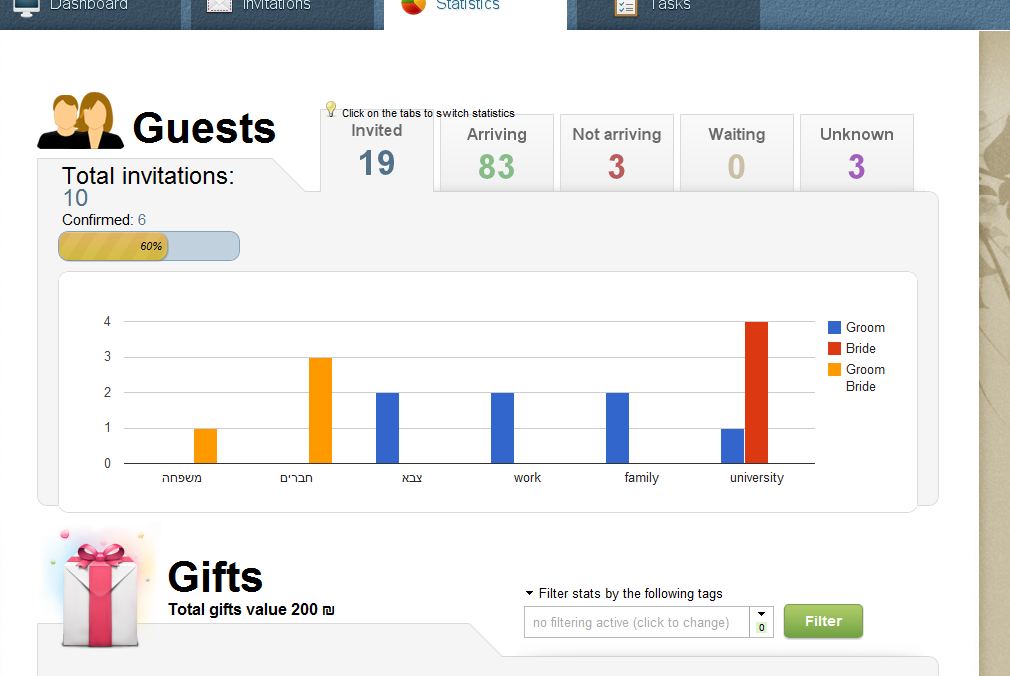 Dashboard
Invitations
Statistics
Tasks
Guests
Click on the tabs to switch statistics
Invited
19
Arriving
83
Not arriving
3
Waiting
0
Unknown
3
Total invitations:
10
Confirmed: 6
60%
4
3
2
1
0
משפחה
חברים
צבא
work
family
university
Groom
Bride
Groom
Bride
Gifts
Total gifts value 200 ₪
Filter stats by the following tags
no filtering active (click to change)
0
Filter